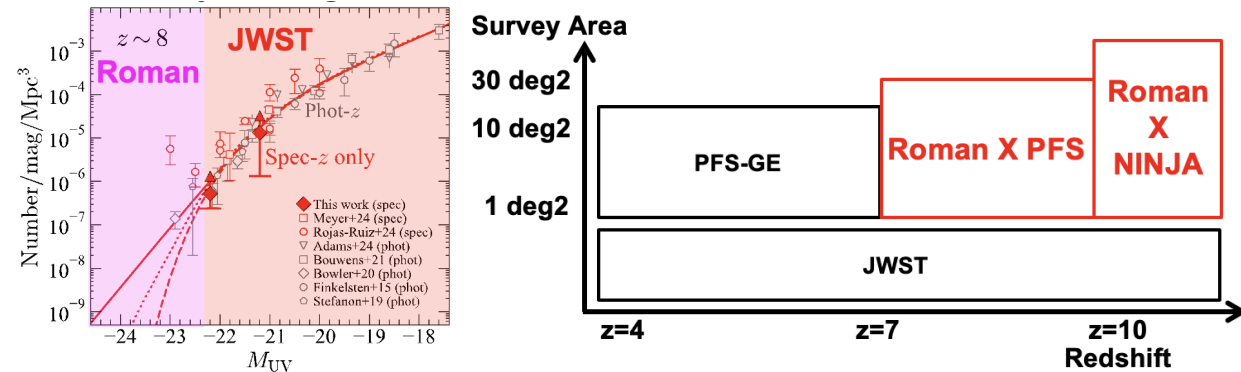 z ~ 8
JWST
Roman
Phot-z
Spec-z only
This work (spec)
Meyer+24 (spec)
Rojas-Ruiz+24 (spec)
Adams+24 (phot)
Bouwens+21 (phot)
Bowler+20 (phot)
Finkelsten+15 (phot)
Stefanon+19 (phot)
Number/mag/Mpc³
10⁻³
10⁻⁴
10⁻⁵
10⁻⁶
10⁻⁷
10⁻⁸
10⁻⁹
−24 −23 −22 −21 −20 −19 −18
M_UV
Survey Area
30 deg2
10 deg2
1 deg2
PFS-GE
Roman X PFS
Roman
X
NINJA
JWST
z=4 z=7 z=10
Redshift